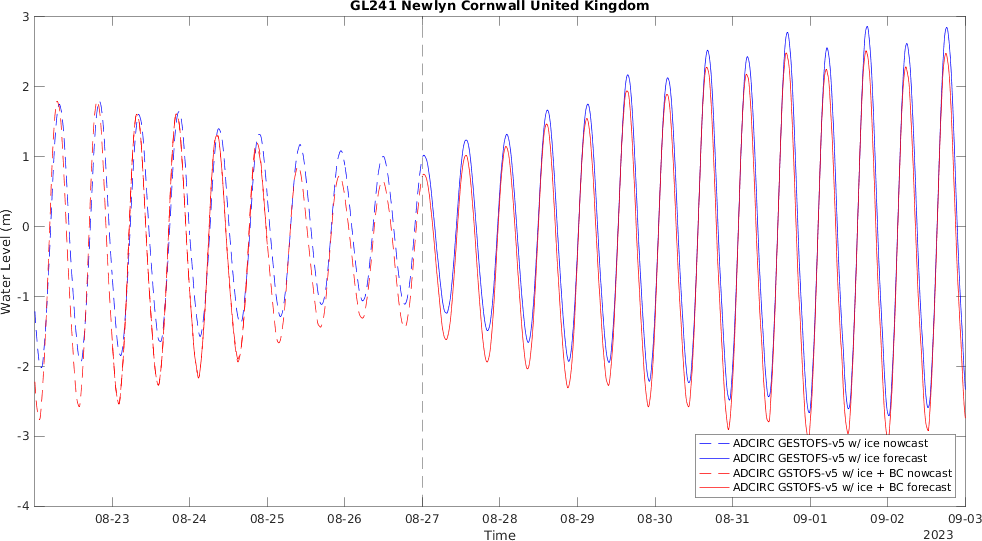 GL241 Newlyn Cornwall United Kingdom
3
2
1
0
-1
-2
-3
-4
Water Level (m)
ADCIRC GESTOFS-v5 w/ ice nowcast
ADCIRC GESTOFS-v5 w/ ice forecast
ADCIRC GSTOFS-v5 w/ ice + BC nowcast
ADCIRC GSTOFS-v5 w/ ice + BC forecast
08-23 08-24 08-25 08-26 08-27 08-28 08-29 08-30 08-31 09-01 09-02 09-03
Time
2023